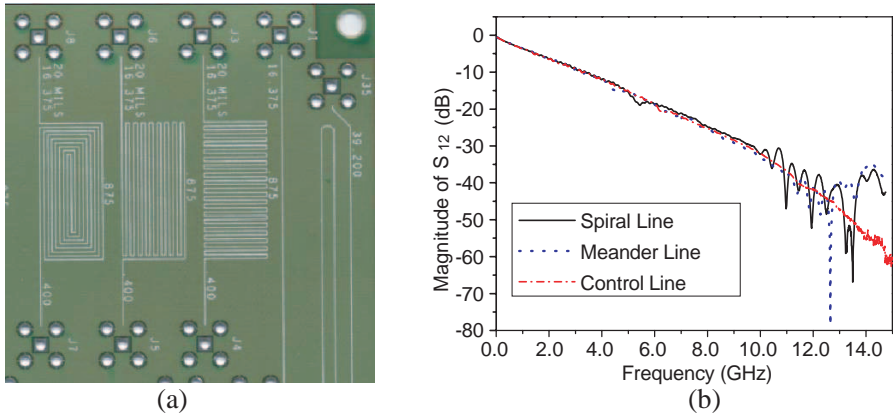 J8
J6
J3
J1
J35
20 MILS
16.375
20 MILS
16.375
20 MILS
16.375
16.375
39.200
875
875
875
400
400
400
J7
J5
J4
(a)
0
-10
-20
-30
-40
-50
-60
-70
-80
Magnitude of S12 (dB)
Spiral Line
Meander Line
Control Line
0.0 2.0 4.0 6.0 8.0 10.0 12.0 14.0
Frequency (GHz)
(b)